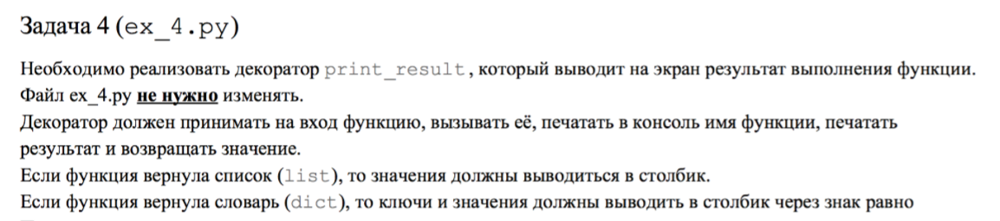 Задача 4 (ex_4.py)
Необходимо реализовать декоратор print_result, который выводит на экран результат выполнения функции.
Файл ex_4.py не нужно изменять.
Декоратор должен принимать на вход функцию, вызывать её, печатать в консоль имя функции, печатать
результат и возвращать значение.
Если функция вернула список (list), то значения должны выводиться в столбик.
Если функция вернула словарь (dict), то ключи и значения должны выводить в столбик через знак равно